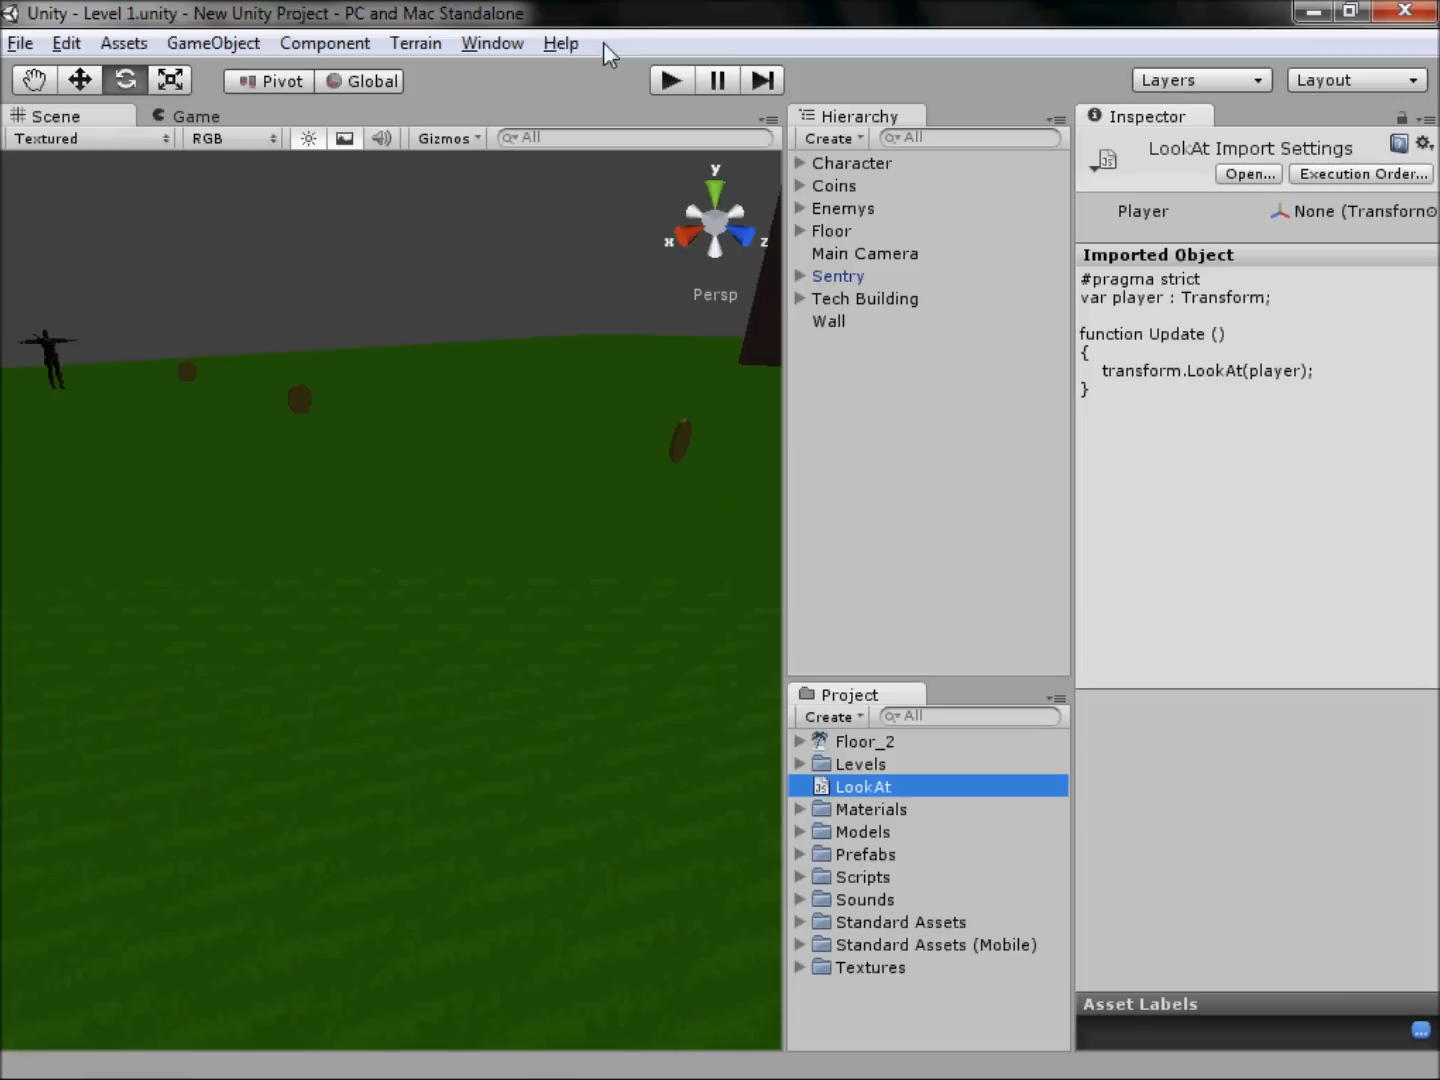 Unity - Level 1.unity - New Unity Project - PC and Mac Standalone
File Edit Assets GameObject Component Terrain Window Help
Pivot Global
Layers Layout
Scene Game
Textured RGB Gizmos All
y
x z
Persp
Hierarchy
Create All
Character
Coins
Enemys
Floor
Main Camera
Sentry
Tech Building
Wall
Project
Create All
Floor_2
Levels
JS LookAt
Materials
Models
Prefabs
Scripts
Sounds
Standard Assets
Standard Assets (Mobile)
Textures
Inspector
JS LookAt Import Settings
Open... Execution Order...
Player None (Transform
Imported Object
#pragma strict
var player : Transform;
function Update ()
{
transform.LookAt(player);
}
Asset Labels